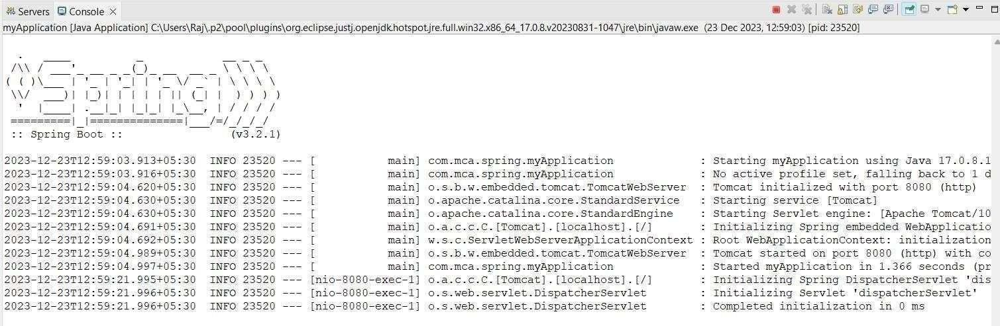 Servers Console
myApplication [Java Application] C:\Users\Raj\.p2\pool\plugins\org.eclipse.justj.openjdk.hotspot.jre.full.win32.x86_64_17.0.8.v20230831-1047\jre\bin\javaw.exe (23 Dec 2023, 12:59:03) [pid: 23520]
  .   ____          _            __ _ _
 /\\ / ___'_ __ _ _(_)_ __  __ _ \ \ \ \
( ( )\___ | '_ | '_| | '_ \/ _` | \ \ \ \
 \\/  ___)| |_)| | | | | || (_| |  ) ) ) )
  '  |____| .__|_| |_|_| |_\__, | / / / /
 =========|_|==============|___/=/_/_/_/
 :: Spring Boot ::                (v3.2.1)
2023-12-23T12:59:03.913+05:30  INFO 23520 --- [           main] com.mca.spring.myApplication             : Starting myApplication using Java 17.0.8.1
2023-12-23T12:59:03.916+05:30  INFO 23520 --- [           main] com.mca.spring.myApplication             : No active profile set, falling back to 1 d
2023-12-23T12:59:04.620+05:30  INFO 23520 --- [           main] o.s.b.w.embedded.tomcat.TomcatWebServer  : Tomcat initialized with port 8080 (http)
2023-12-23T12:59:04.630+05:30  INFO 23520 --- [           main] o.apache.catalina.core.StandardService   : Starting service [Tomcat]
2023-12-23T12:59:04.630+05:30  INFO 23520 --- [           main] o.apache.catalina.core.StandardEngine    : Starting Servlet engine: [Apache Tomcat/10
2023-12-23T12:59:04.691+05:30  INFO 23520 --- [           main] o.a.c.c.C.[Tomcat].[localhost].[/]       : Initializing Spring embedded WebApplicatio
2023-12-23T12:59:04.692+05:30  INFO 23520 --- [           main] w.s.c.ServletWebServerApplicationContext : Root WebApplicationContext: initialization
2023-12-23T12:59:04.989+05:30  INFO 23520 --- [           main] o.s.b.w.embedded.tomcat.TomcatWebServer  : Tomcat started on port 8080 (http) with co
2023-12-23T12:59:04.997+05:30  INFO 23520 --- [           main] com.mca.spring.myApplication             : Started myApplication in 1.366 seconds (pr
2023-12-23T12:59:21.995+05:30  INFO 23520 --- [nio-8080-exec-1] o.a.c.c.C.[Tomcat].[localhost].[/]       : Initializing Spring DispatcherServlet 'dis
2023-12-23T12:59:21.996+05:30  INFO 23520 --- [nio-8080-exec-1] o.s.web.servlet.DispatcherServlet        : Initializing Servlet 'dispatcherServlet'
2023-12-23T12:59:21.996+05:30  INFO 23520 --- [nio-8080-exec-1] o.s.web.servlet.DispatcherServlet        : Completed initialization in 0 ms